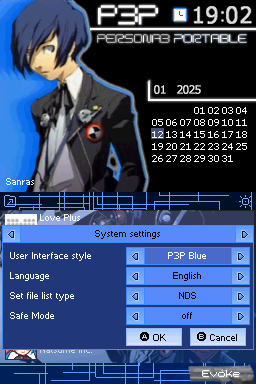 P3P 19:02
PERSONA3 PORTABLE
01 2025
01 02 03 04
05 06 07 08 09 10 11
12 13 14 15 16 17 18
19 20 21 22 23 24 25
26 27 28 29 30 31
Sanras
Love Plus
System settings
User Interface style P3P Blue
Language English
Set file list type NDS
Safe Mode off
A OK B Cancel
Natsume Inc.
Evoke